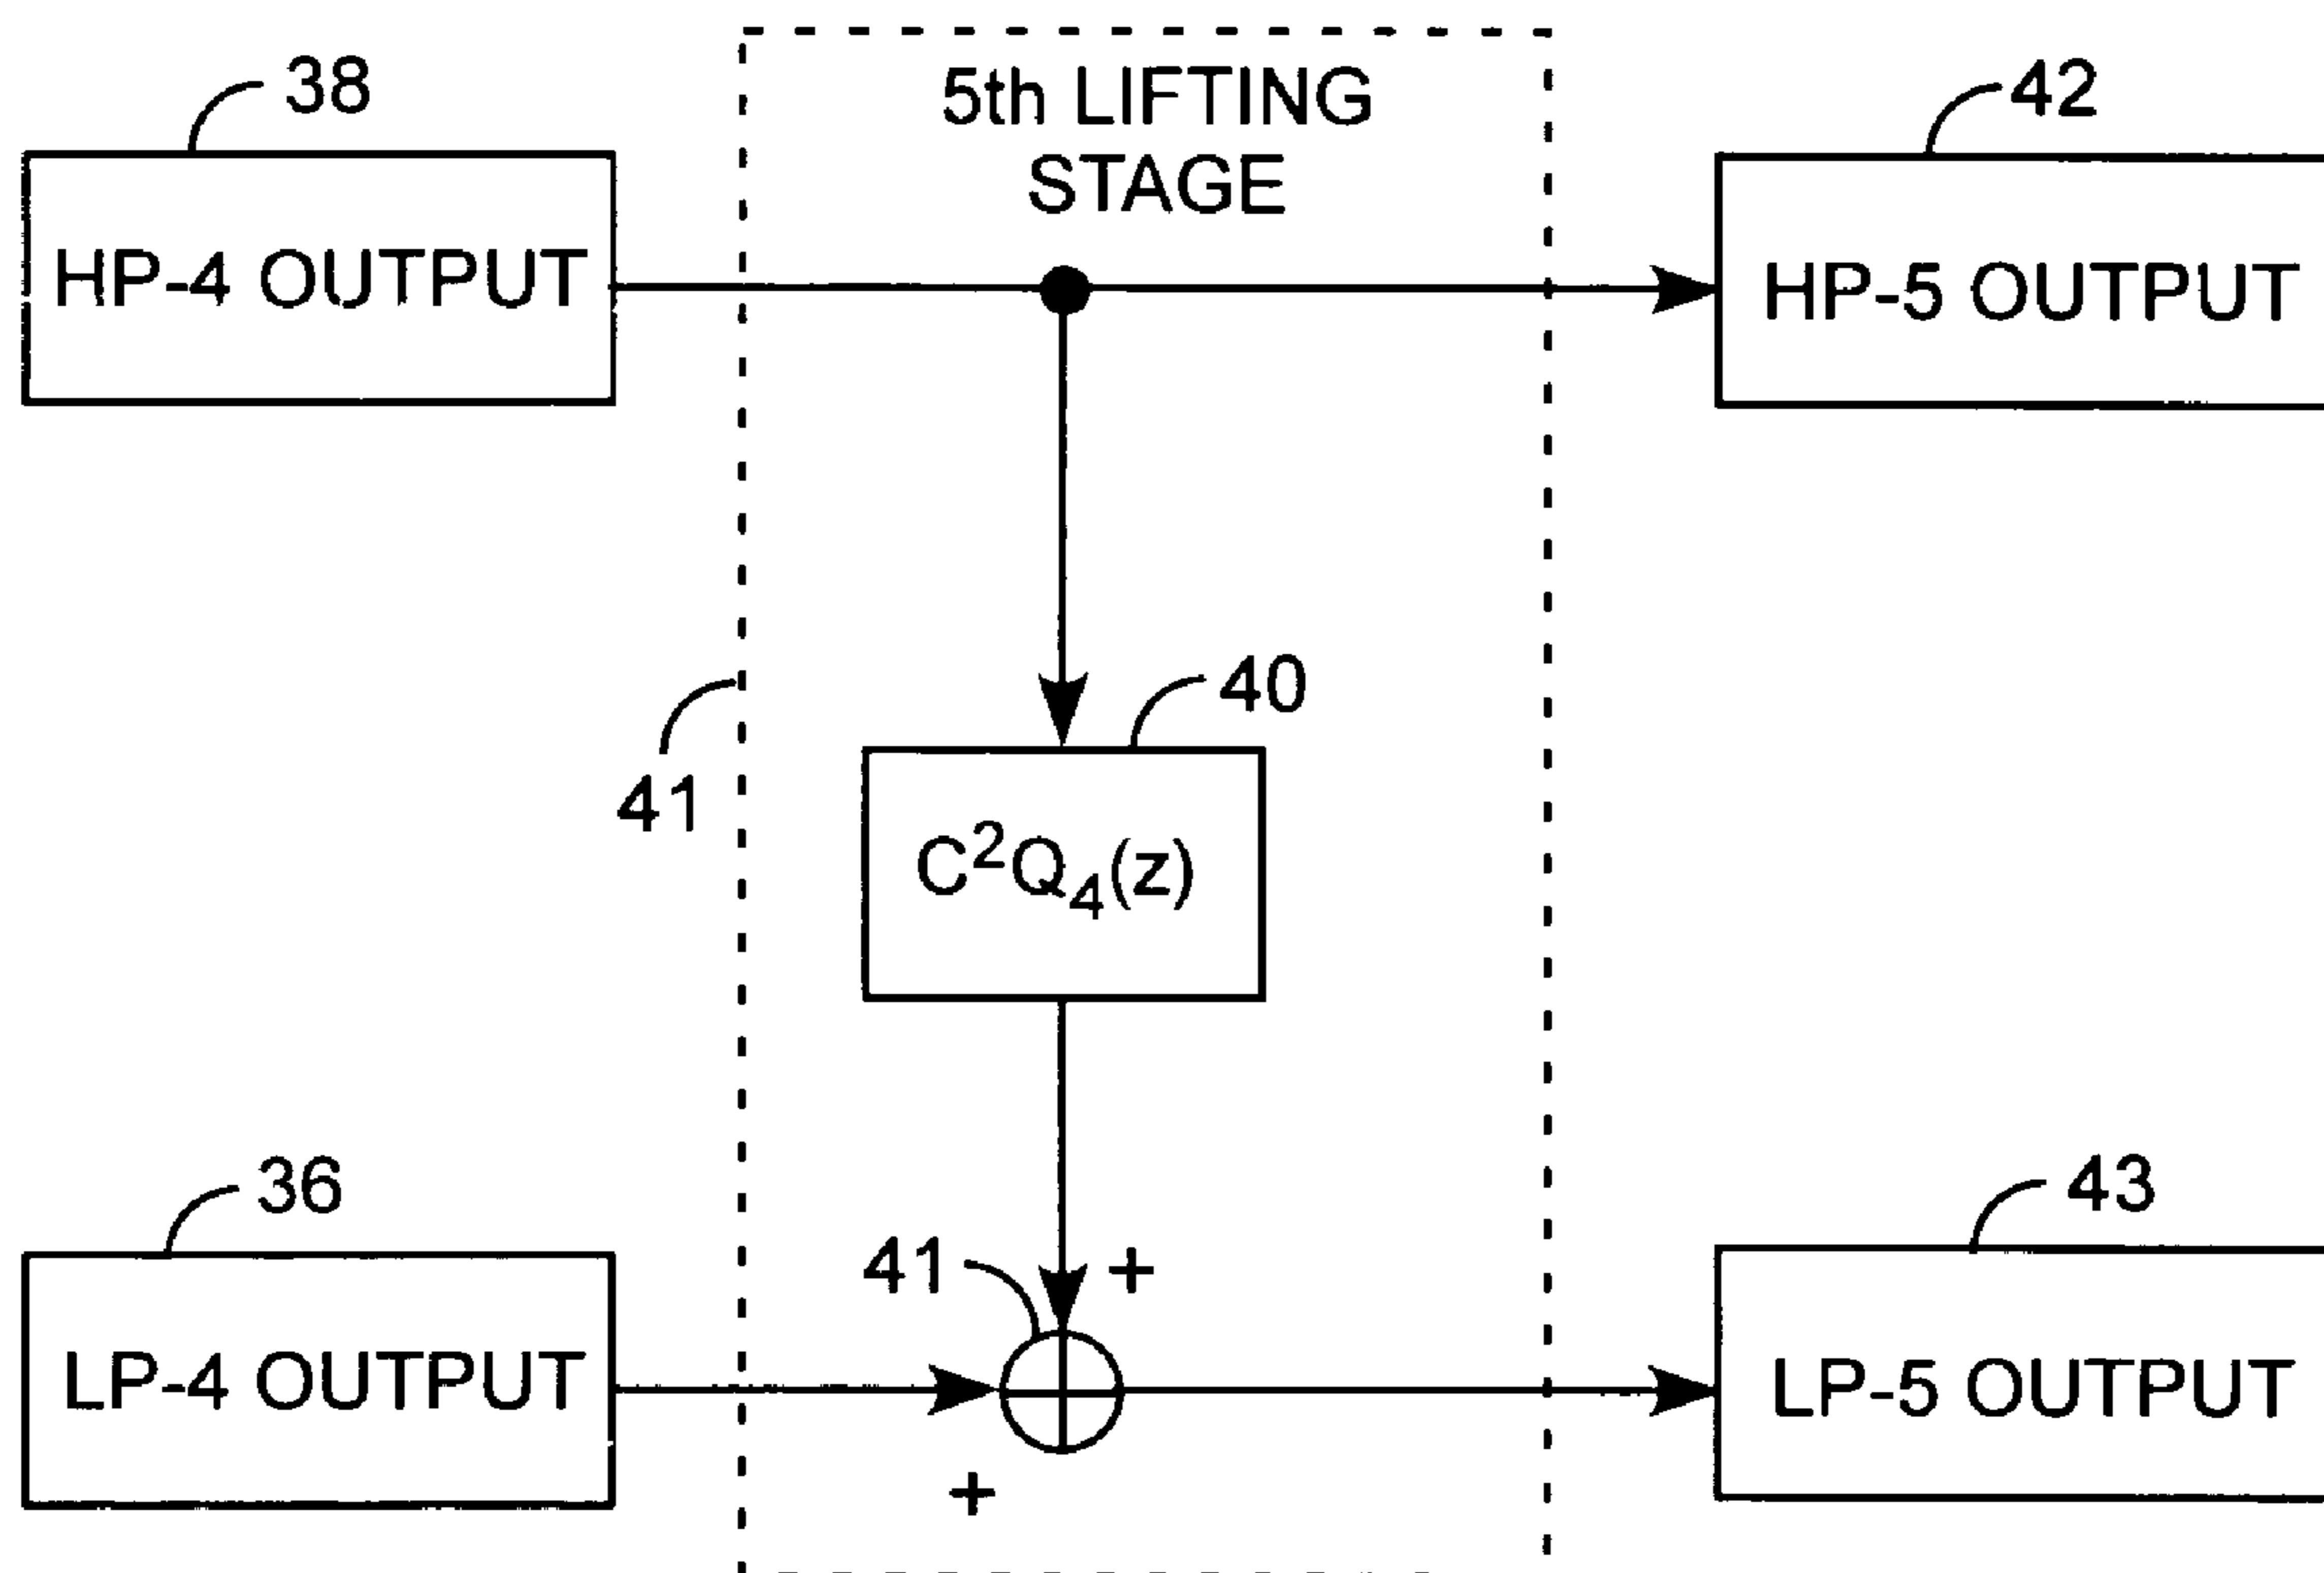 38
5th LIFTING
STAGE
42
HP-4 OUTPUT
HP-5 OUTPUT
40
41
C²Q₄(z)
36
43
41
+
LP-4 OUTPUT
LP-5 OUTPUT
+